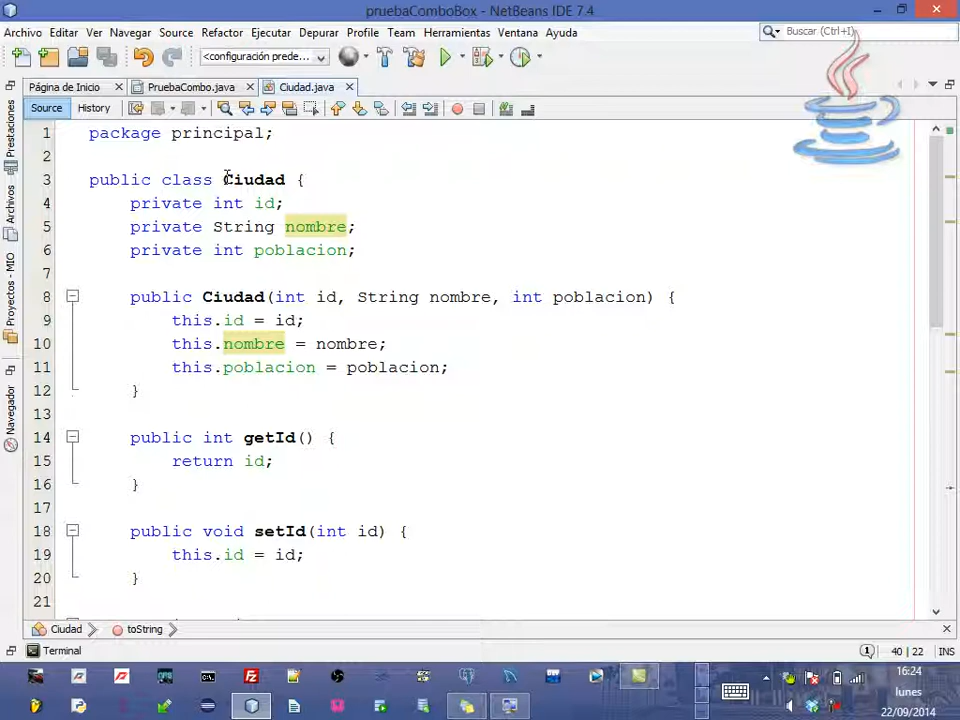 pruebaComboBox - NetBeans IDE 7.4
Archivo Editar Ver Navegar Source Refactor Ejecutar Depurar Profile Team Herramientas Ventana Ayuda
Buscar (Ctrl+I)
<configuración prede...
Página de Inicio PruebaCombo.java Ciudad.java
Source History
1 package principal;
2
3 public class Ciudad {
4 private int id;
5 private String nombre;
6 private int poblacion;
7
8 public Ciudad(int id, String nombre, int poblacion) {
9 this.id = id;
10 this.nombre = nombre;
11 this.poblacion = poblacion;
12 }
13
14 public int getId() {
15 return id;
16 }
17
18 public void setId(int id) {
19 this.id = id;
20 }
21
Prestaciones
Archivos
Proyectos - MIO
Navegador
Ciudad toString
Terminal
40 | 22 INS
16:24
lunes
22/09/2014